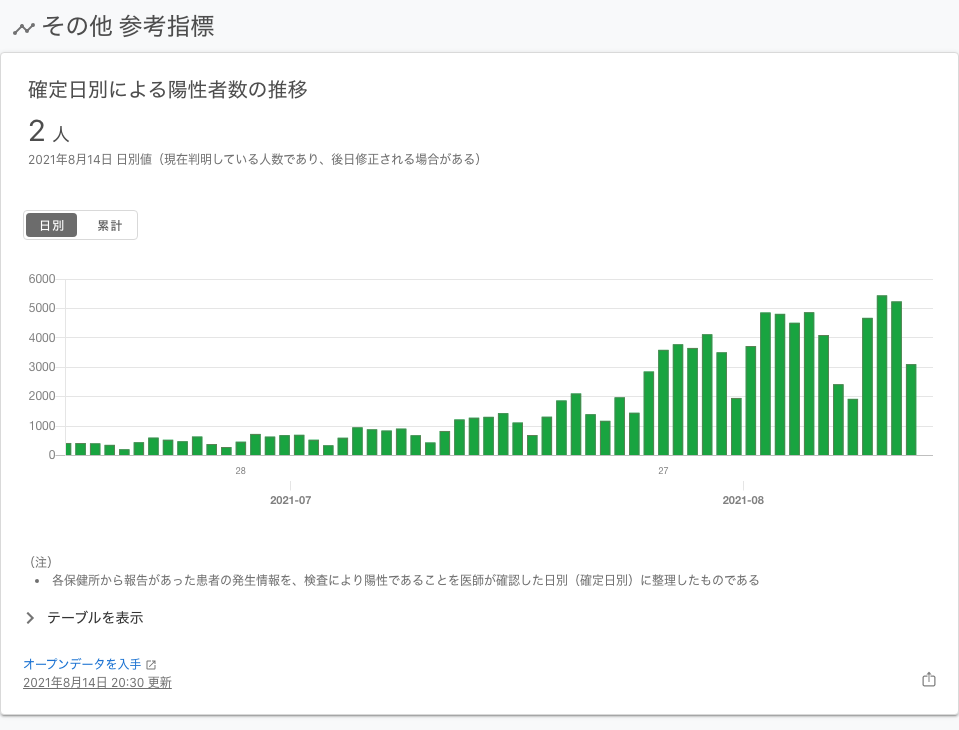 その他 参考指標
確定日別による陽性者数の推移
2 人
2021年8月14日 日別値（現在判明している人数であり、後日修正される場合がある）
日別 累計
6000
5000
4000
3000
2000
1000
0
28 27
2021-07 2021-08
（注）
• 各保健所から報告があった患者の発生情報を、検査により陽性であることを医師が確認した日別（確定日別）に整理したものである
テーブルを表示
オープンデータを入手
2021年8月14日 20:30 更新